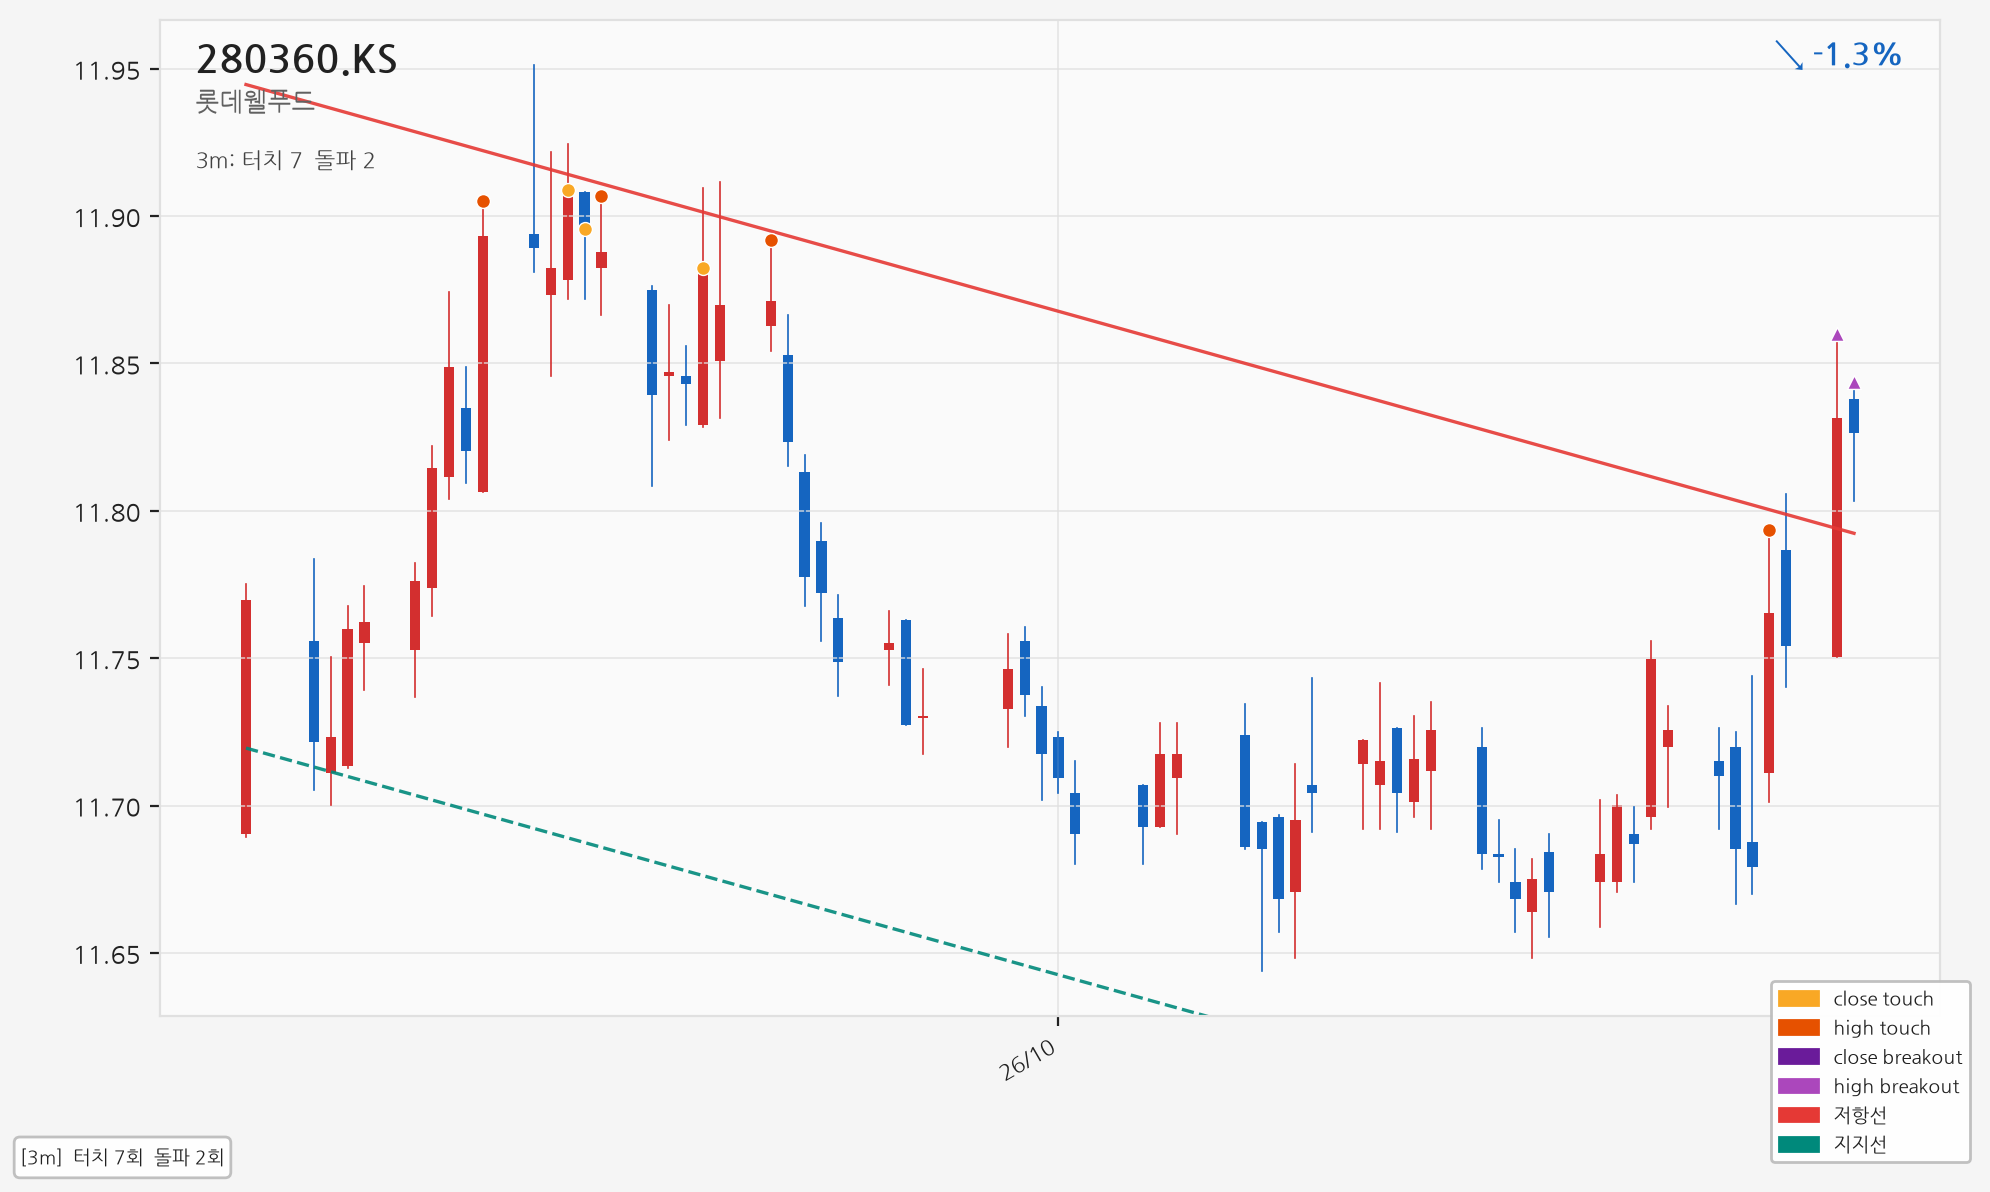 280360.KS
롯데웰푸드
3m: 터치 7 돌파 2
-1.3%
11.95
11.90
11.85
11.80
11.75
11.70
11.65
26/10
close touch
high touch
close breakout
high breakout
저항선
지지선
[3m] 터치 7회 돌파 2회